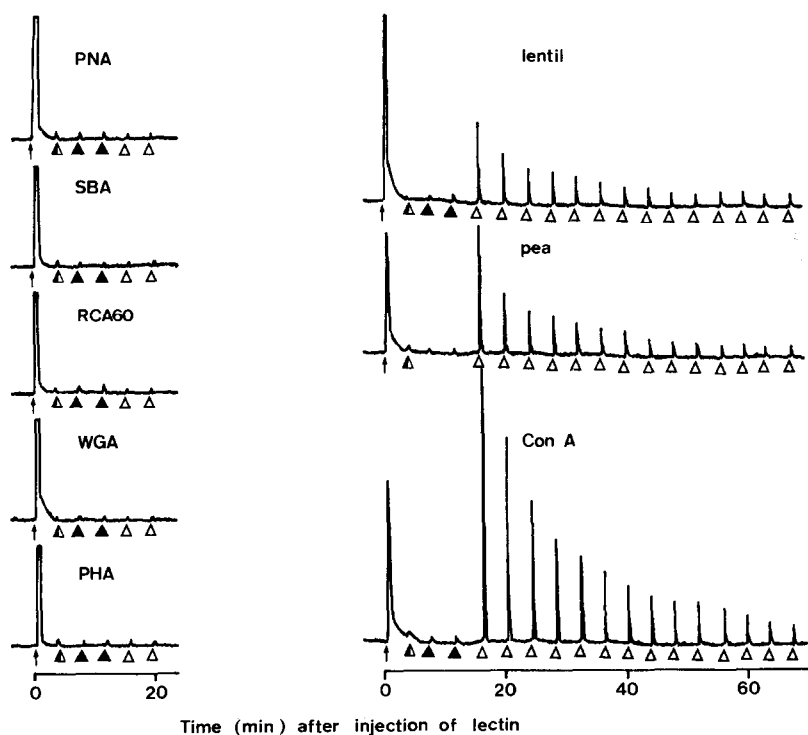 PNA
SBA
RCA60
WGA
PHA
0 20
lentil
pea
Con A
0 20 40 60
Time (min) after injection of lectin